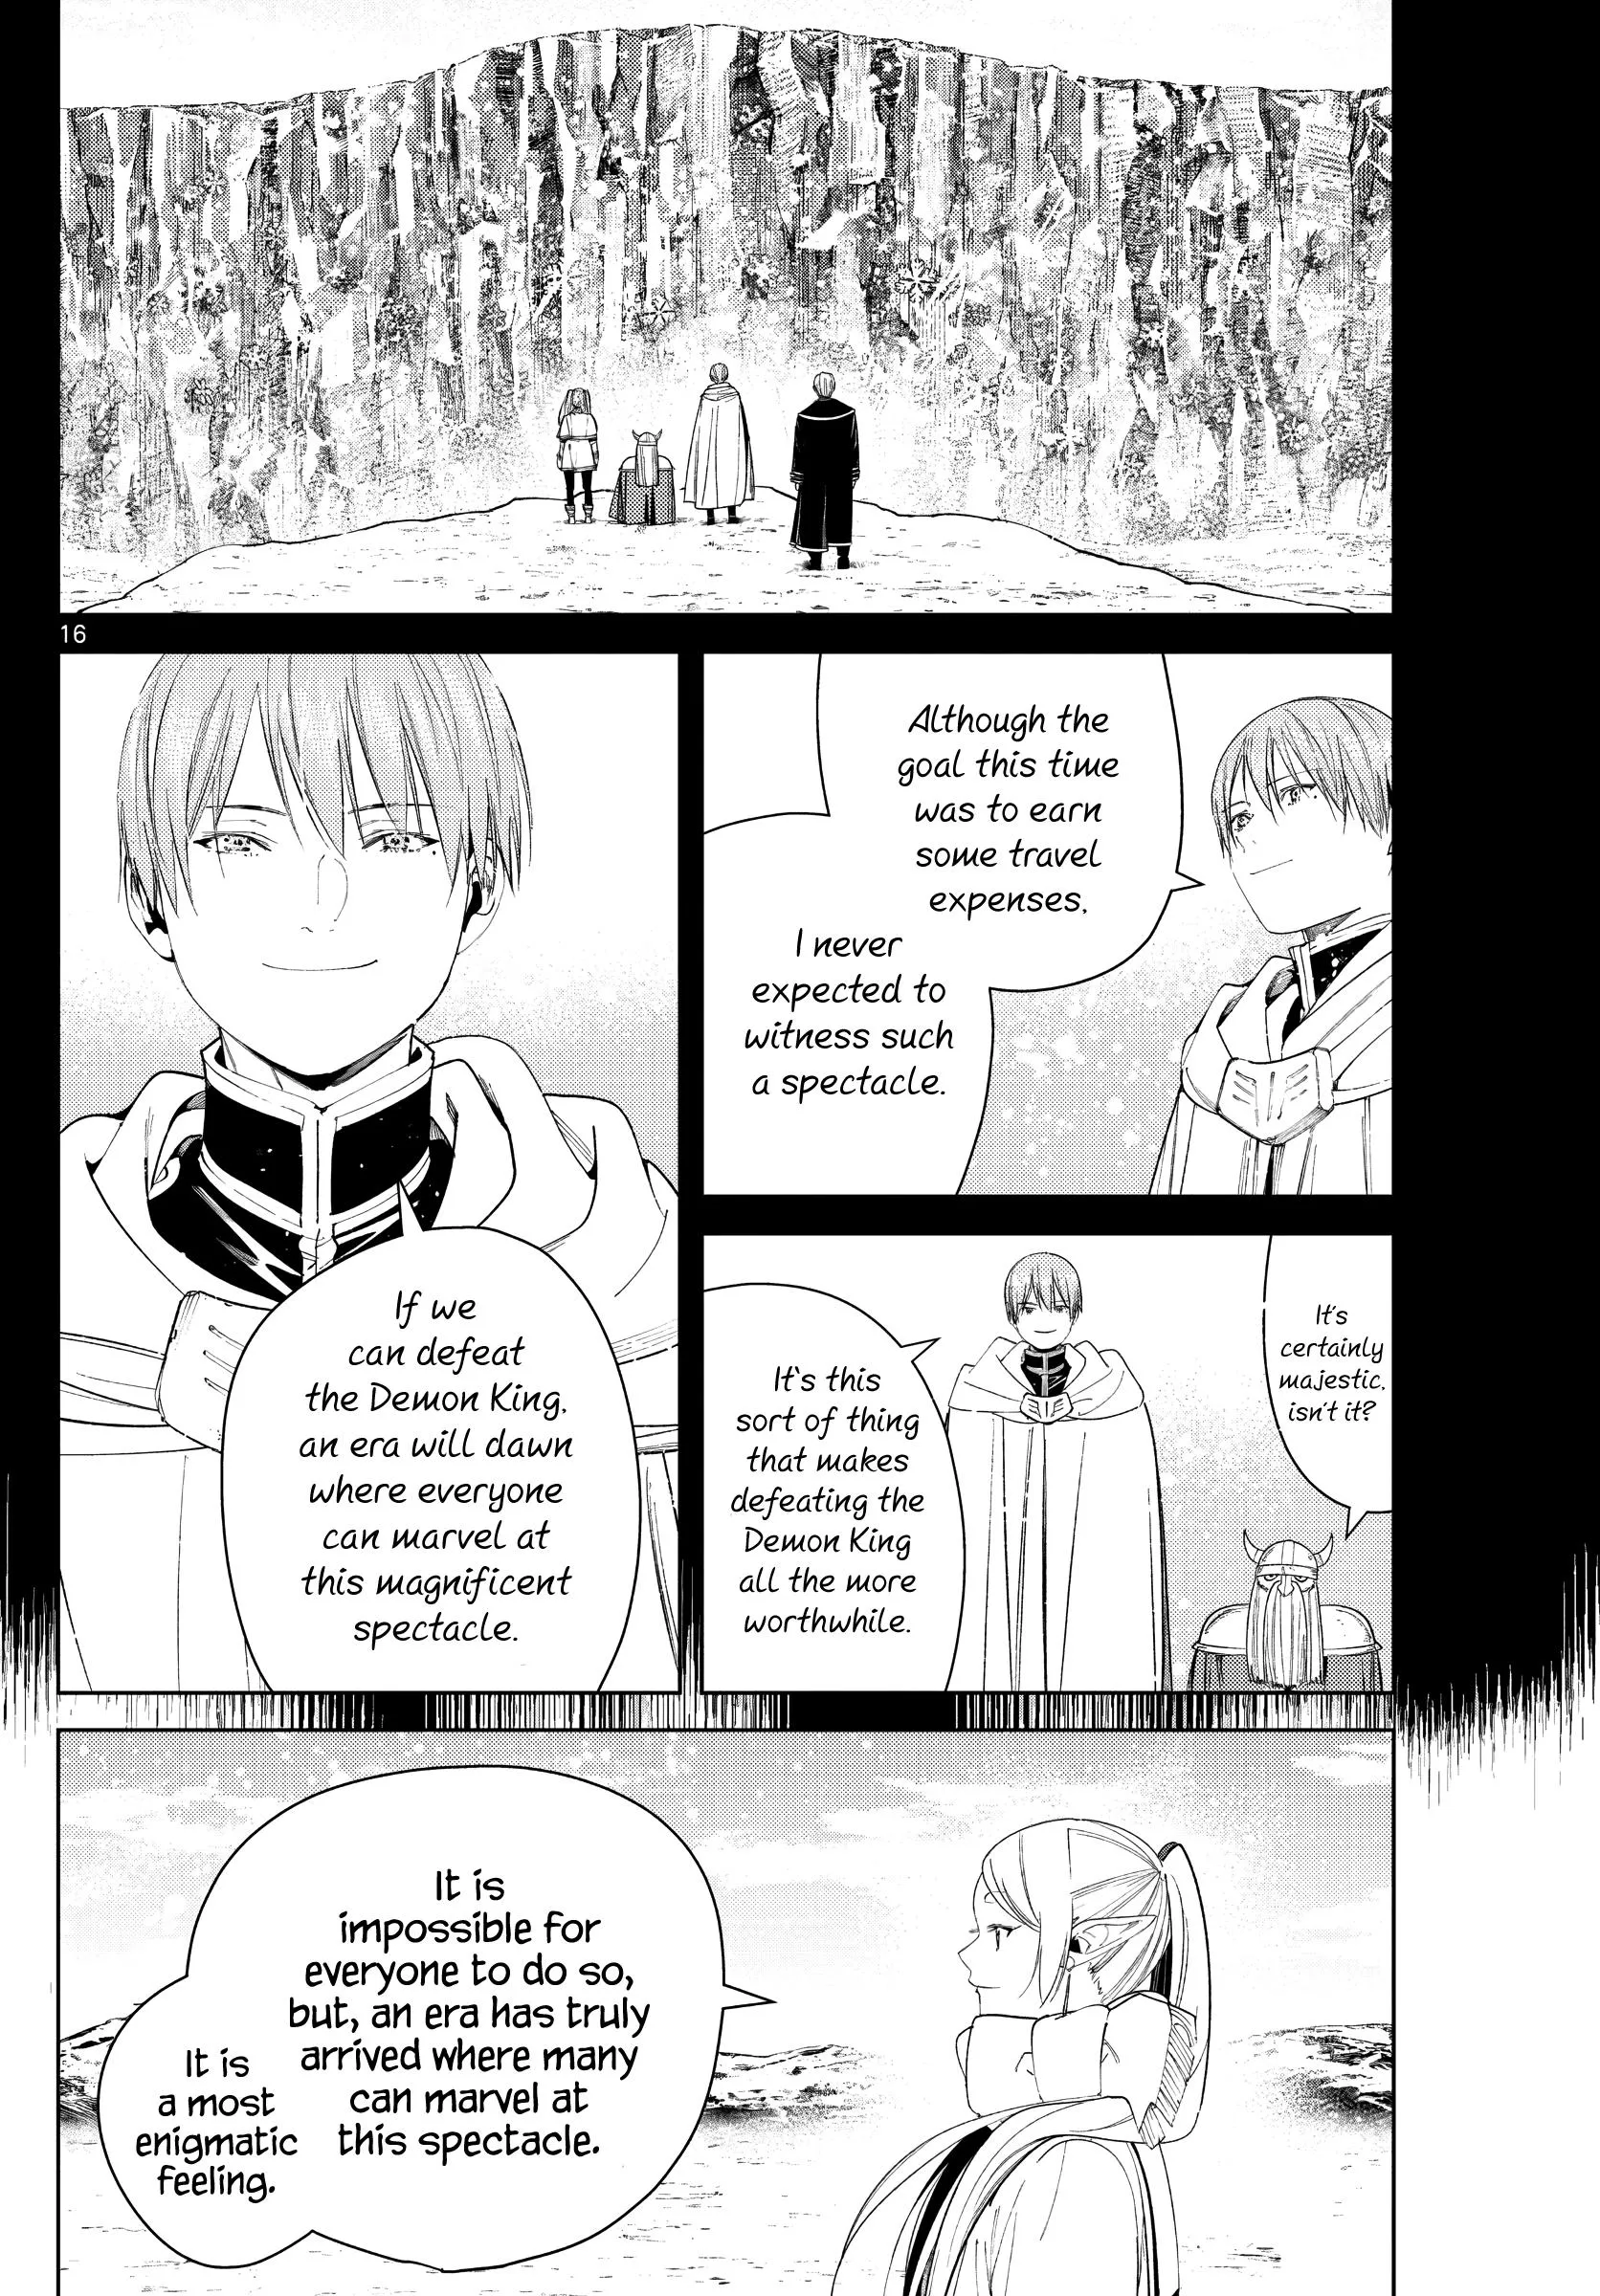 16
Although the
goal this time
was to earn
some travel
expenses,
I never
expected to
witness such
a spectacle.
It's
certainly
majestic,
isn't it?
It's this
sort of thing
that makes
defeating the
Demon King
all the more
worthwhile.
If we
can defeat
the Demon King,
an era will dawn
where everyone
can marvel at
this magnificent
spectacle.
It is
impossible for
everyone to do so,
but, an era has truly
arrived where many
can marvel at
this spectacle.
It is
a most
enigmatic
feeling.